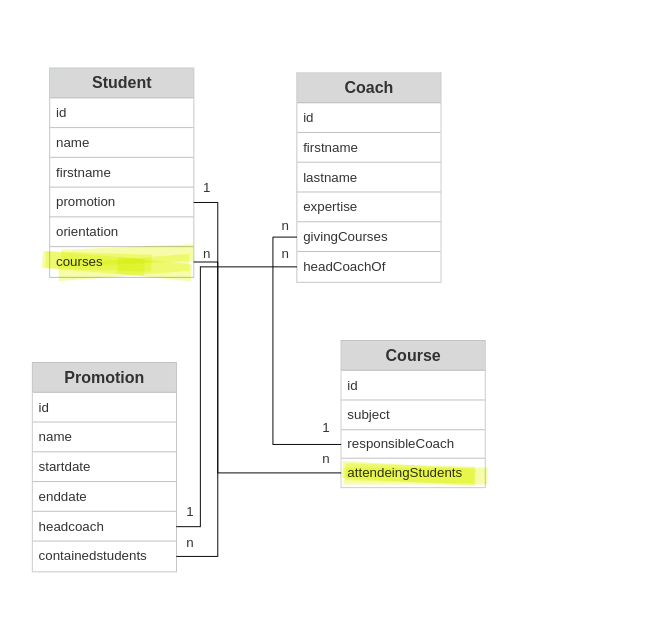 Student
id
name
firstname
promotion
orientation
courses
1
n
Coach
id
firstname
lastname
expertise
givingCourses
headCoachOf
n
n
Promotion
id
name
startdate
enddate
headcoach
containedstudents
1
n
Course
id
subject
responsibleCoach
attendeingStudents
1
n